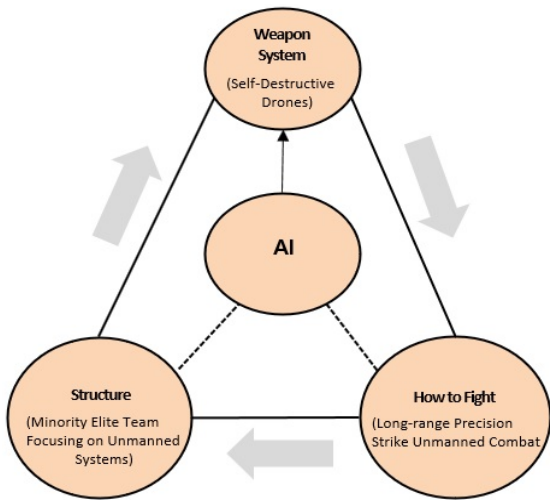 Weapon
System
(Self-Destructive
Drones)
AI
Structure
(Minority Elite Team
Focusing on Unmanned
Systems)
How to Fight
(Long-range Precision
Strike Unmanned Combat